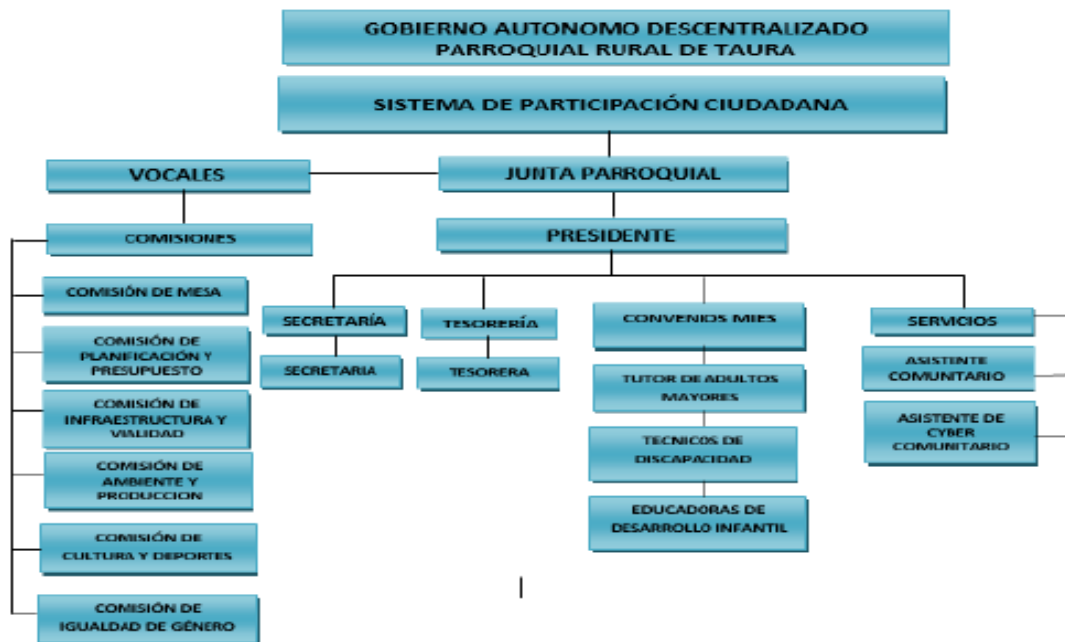 GOBIERNO AUTONOMO DESCENTRALIZADO
PARROQUIAL RURAL DE TAURA
SISTEMA DE PARTICIPACIÓN CIUDADANA
VOCALES
JUNTA PARROQUIAL
COMISIONES
PRESIDENTE
COMISIÓN DE MESA
COMISIÓN DE
PLANIFICACIÓN Y
PRESUPUESTO
COMISIÓN DE
INFRAESTRUCTURA Y
VIALIDAD
COMISIÓN DE
AMBIENTE Y
PRODUCCION
COMISIÓN DE
CULTURA Y DEPORTES
COMISIÓN DE
IGUALDAD DE GÉNERO
SECRETARÍA
SECRETARIA
TESORERÍA
TESORERA
CONVENIOS MIES
TUTOR DE ADULTOS
MAYORES
TECNICOS DE
DISCAPACIDAD
EDUCADORAS DE
DESARROLLO INFANTIL
SERVICIOS
ASISTENTE
COMUNITARIO
ASISTENTE DE
CYBER
COMUNITARIO